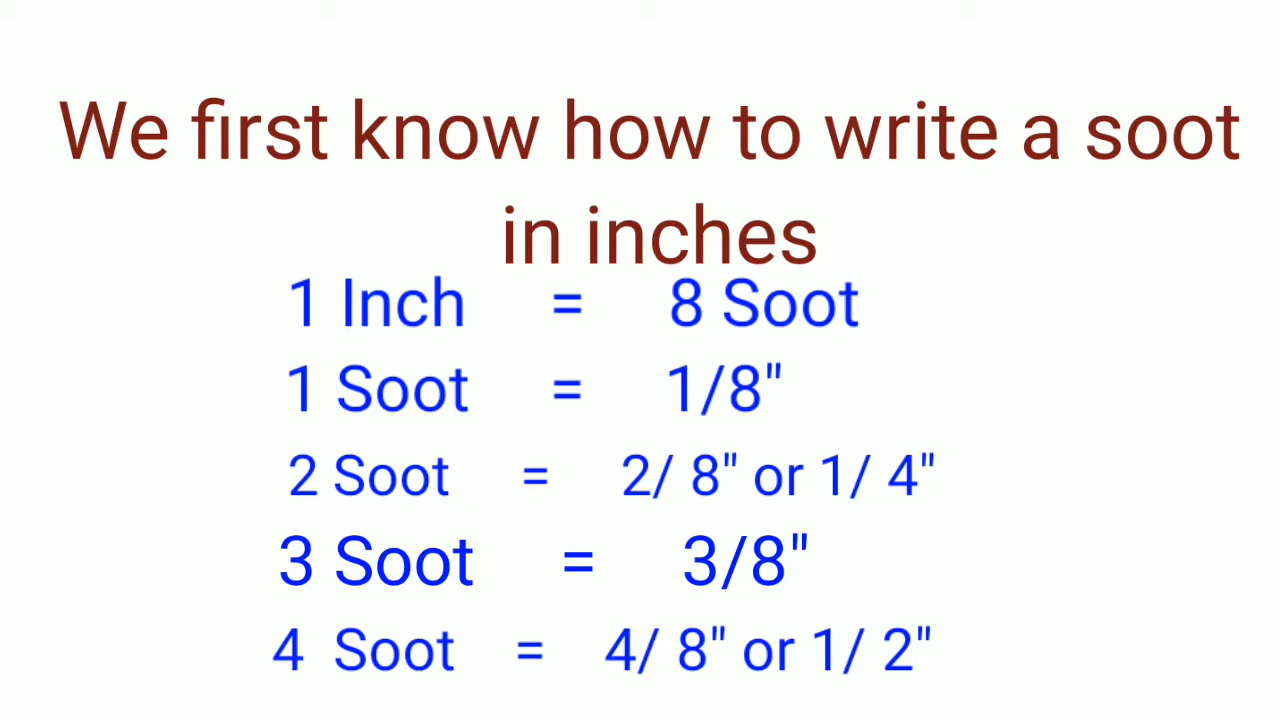 We first know how to write a soot
in inches
1 Inch = 8 Soot
1 Soot = 1/8"
2 Soot = 2/ 8" or 1/ 4"
3 Soot = 3/8"
4 Soot = 4/ 8" or 1/ 2"